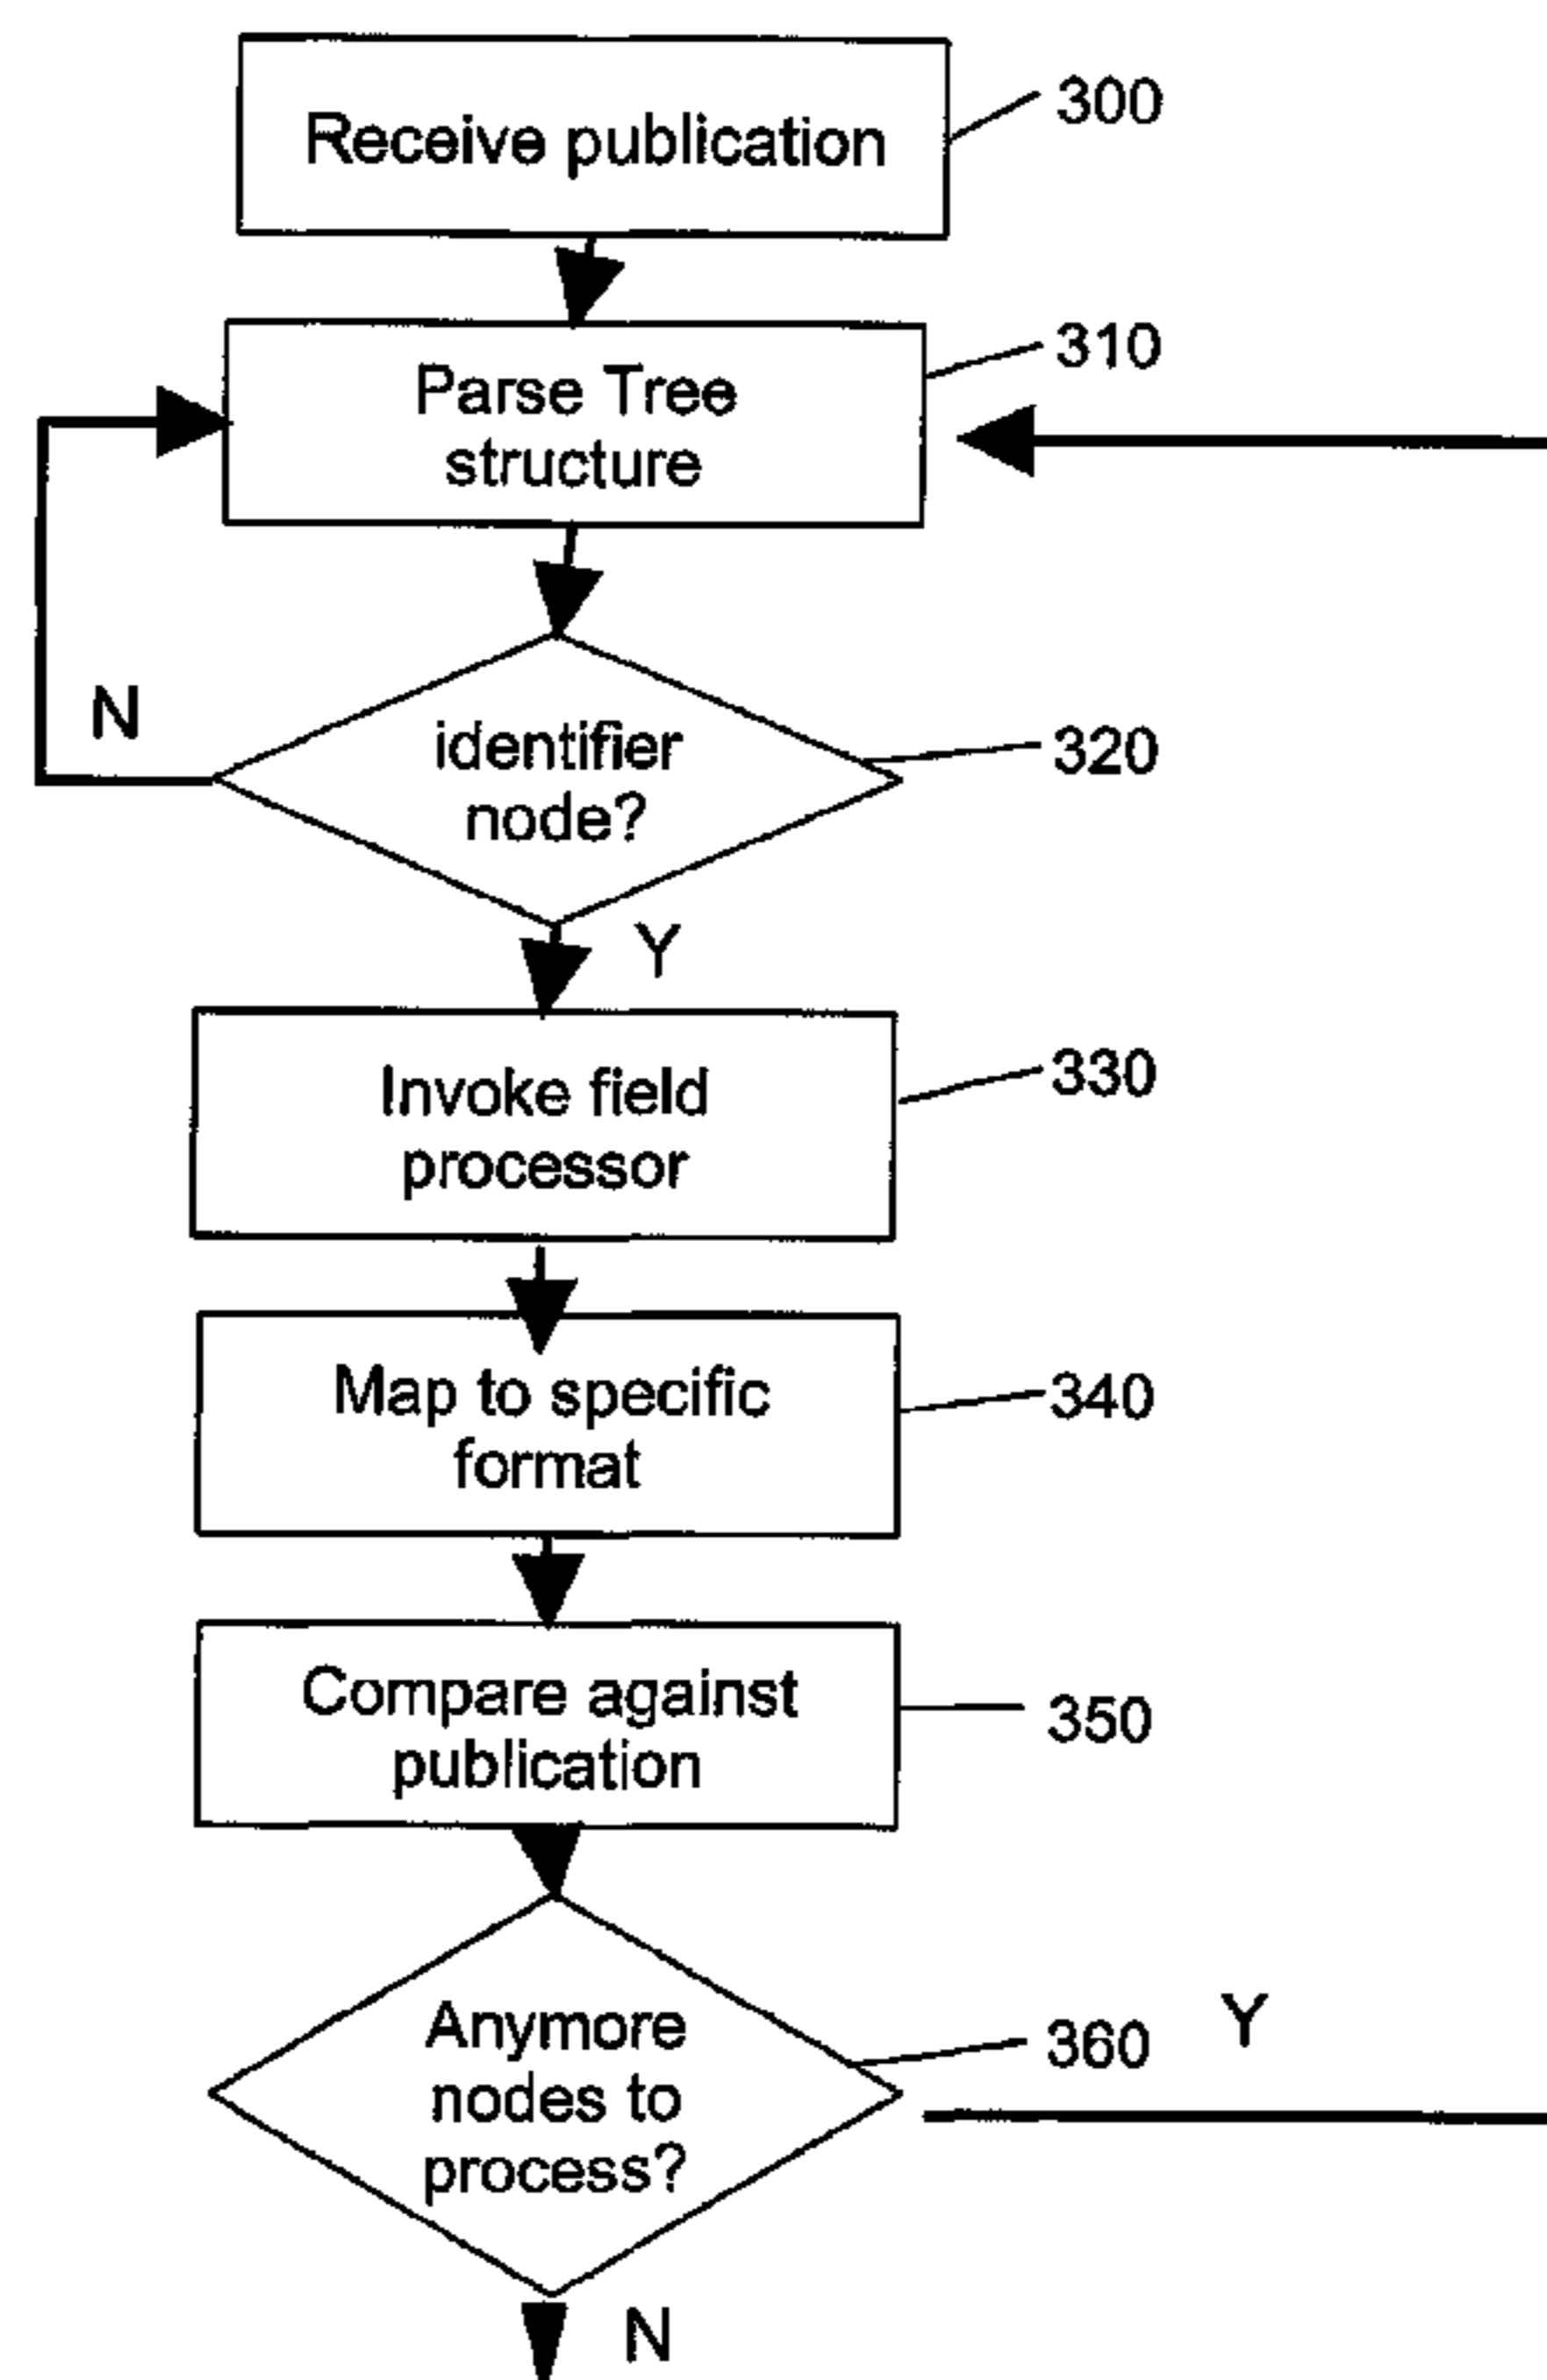 Receive publication
300
Parse Tree
structure
310
N
identifier
node?
320
Y
Invoke field
processor
330
Map to specific
format
340
Compare against
publication
350
Anymore
nodes to
process?
360
Y
N